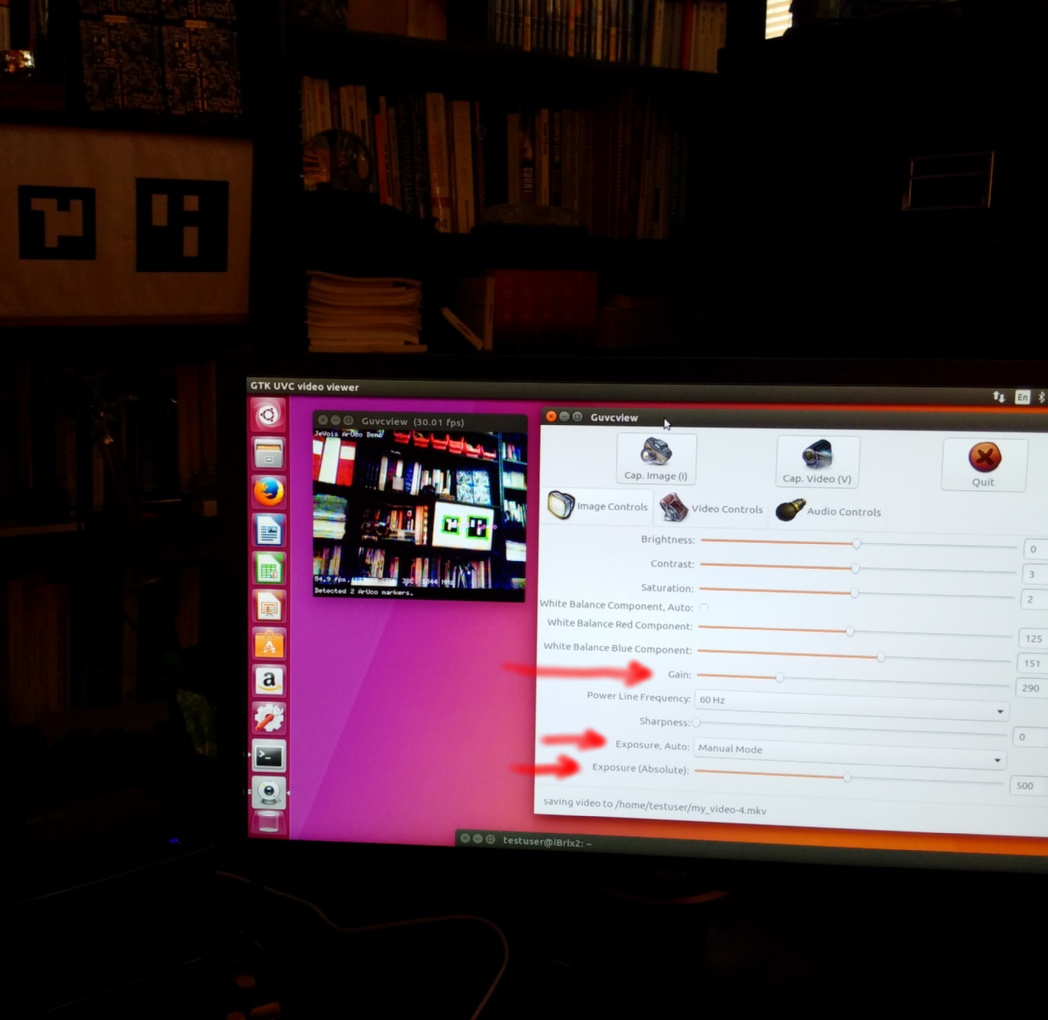 GTK UVC video viewer
En
Guvcview (30.01 fps)
Guvcview
JeVois ArUco Demo
Cap. Image (I)
Cap. Video (V)
Quit
Image Controls
Video Controls
Audio Controls
Brightness:
0
Contrast:
3
Saturation:
2
White Balance Component, Auto:
White Balance Red Component:
125
White Balance Blue Component:
151
Gain:
290
Power Line Frequency:
60 Hz
Sharpness:
0
Exposure, Auto:
Manual Mode
Exposure (Absolute):
500
saving video to /home/testuser/my_video-4.mkv
54.9 fps,
Detected 2 ArUco markers.
a
testuser@iBrix2: ~